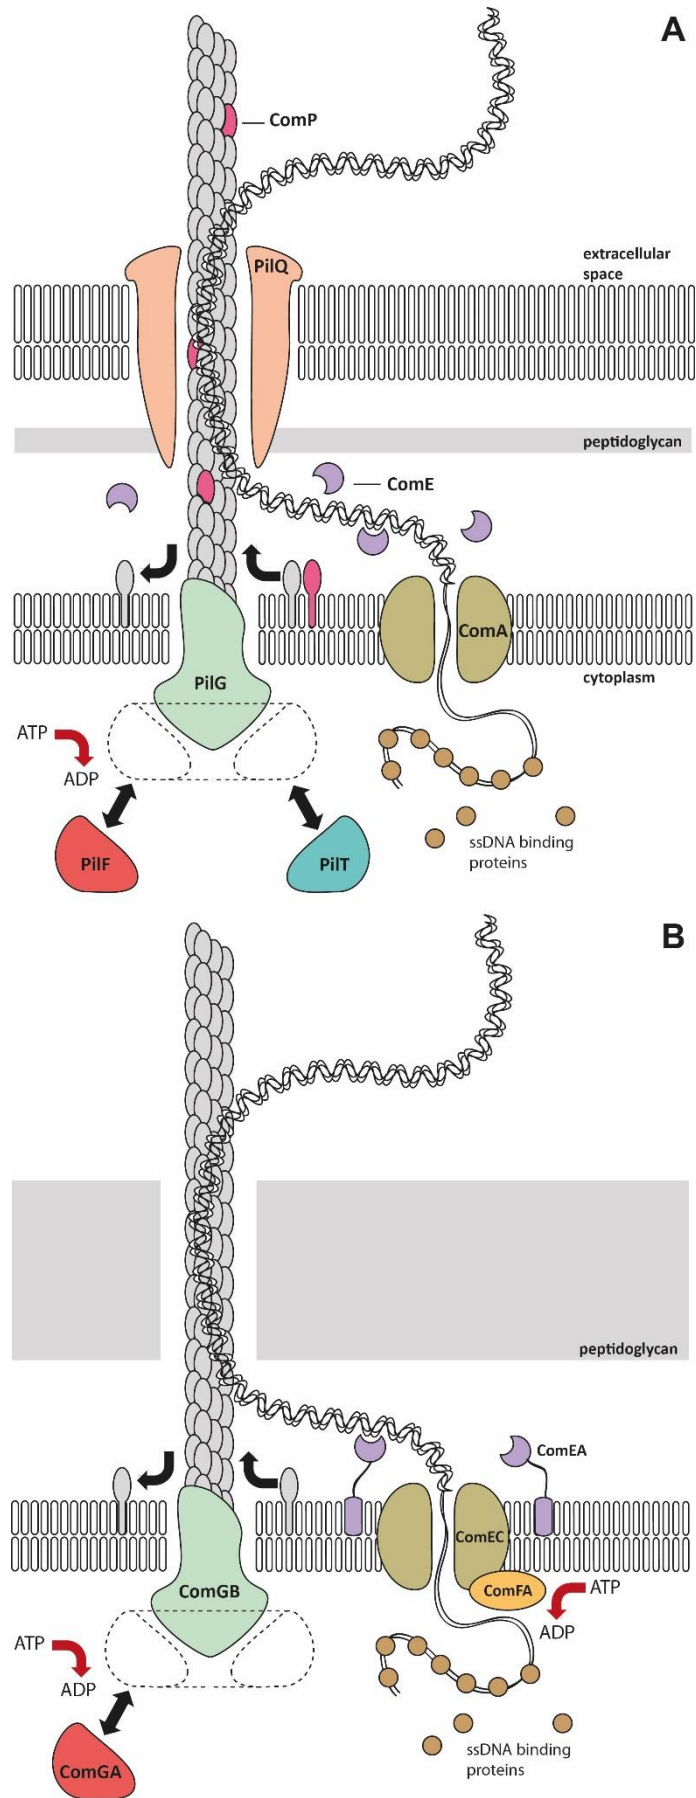 A
ComP
PilQ
extracellular
space
peptidoglycan
ComE
ComA
PilG
cytoplasm
ATP
ADP
PilF
PilT
ssDNA binding
proteins
B
peptidoglycan
ComEA
ComEC
ComFA
ATP
ADP
ComGB
ATP
ADP
ComGA
ssDNA binding
proteins